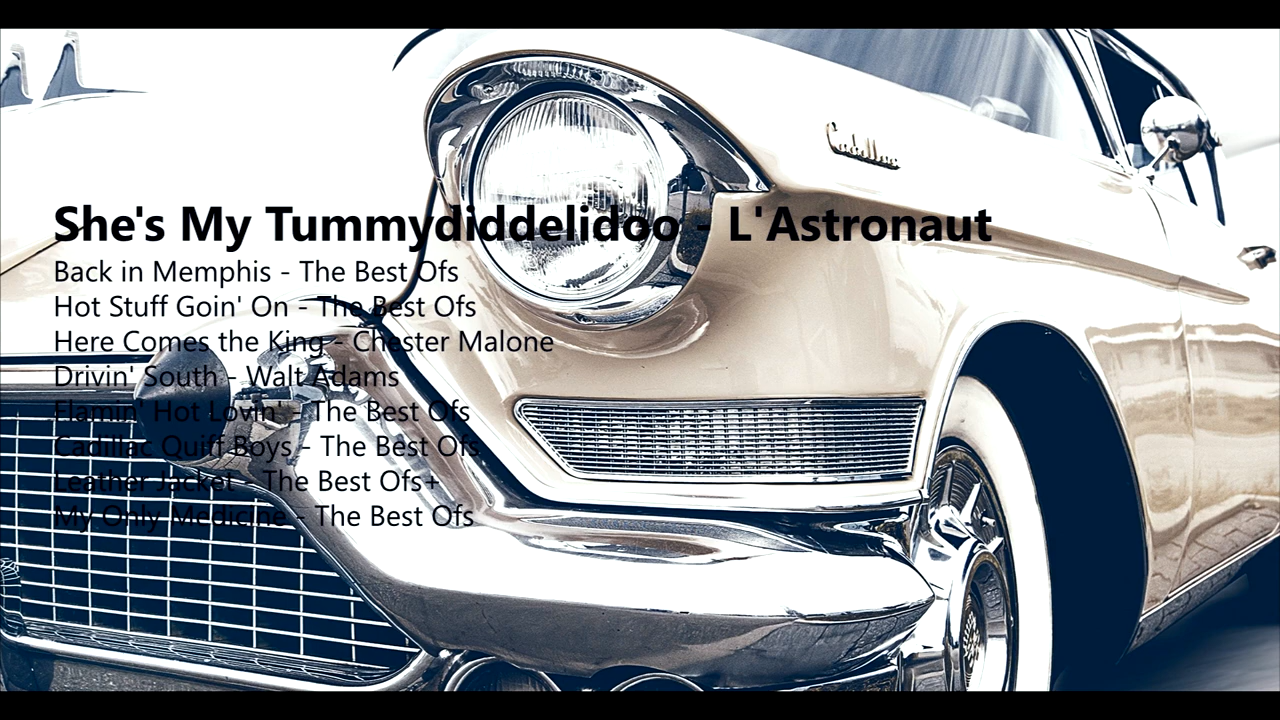 Cadillac
She's My Tummydiddelidoo - L'Astronaut
Back in Memphis - The Best Ofs
Hot Stuff Goin' On - The Best Ofs
Here Comes the King - Chester Malone
Drivin' South - Walt Adams
Flamin' Hot Lovin' - The Best Ofs
Cadillac Quiff Boys - The Best Ofs
Leather Jacket - The Best Ofs+
My Only Medicine - The Best Ofs